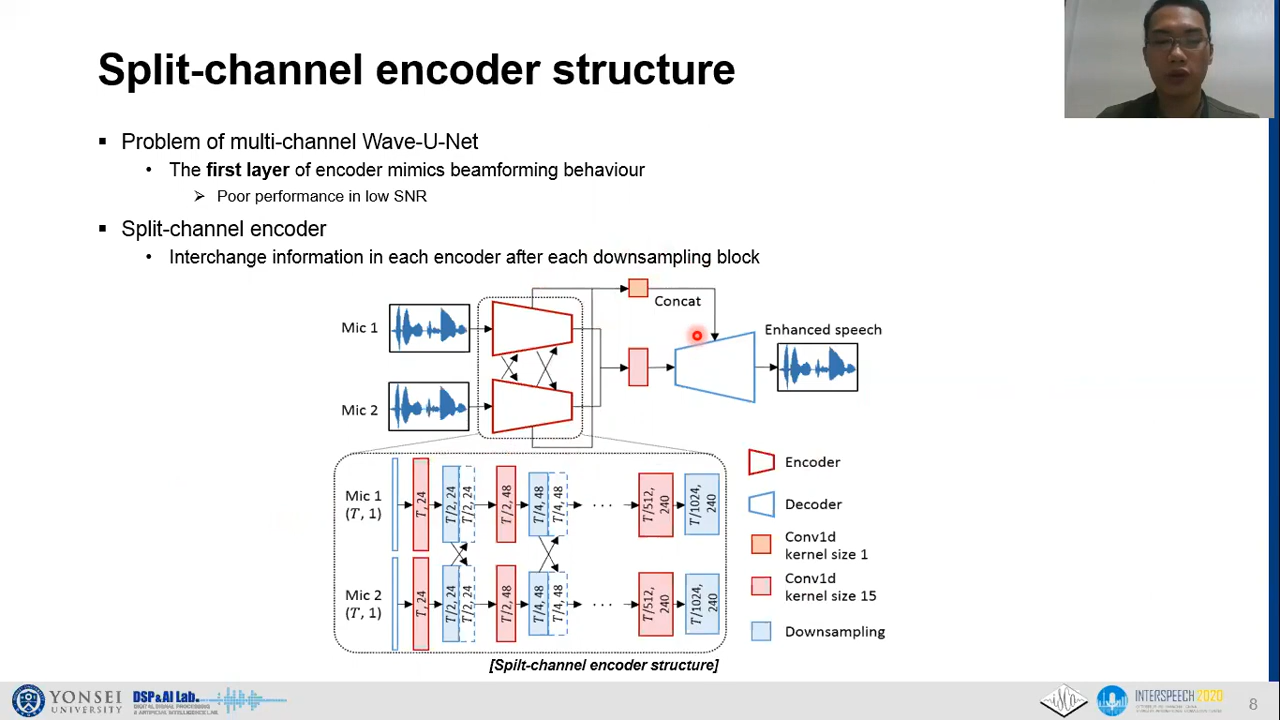 Split-channel encoder structure
Problem of multi-channel Wave-U-Net
The first layer of encoder mimics beamforming behaviour
Poor performance in low SNR
Split-channel encoder
Interchange information in each encoder after each downsampling block
Concat
Mic 1
Enhanced speech
Mic 2
Mic 1
(T, 1)
T, 24
T/2, 24
T/2, 24
T/2, 48
T/4, 48
T/4, 48
...
T/512, 240
T/1024, 240
Mic 2
(T, 1)
T, 24
T/2, 24
T/2, 24
T/2, 48
T/4, 48
T/4, 48
...
T/512, 240
T/1024, 240
Encoder
Decoder
Conv1d
kernel size 1
Conv1d
kernel size 15
Downsampling
[Spilt-channel encoder structure]
YONSEI
UNIVERSITY
DSP&AI Lab.
DIGITAL SIGNAL PROCESSING
& ARTIFICIAL INTELLIGENCE LAB
INTERSPEECH 2020
8